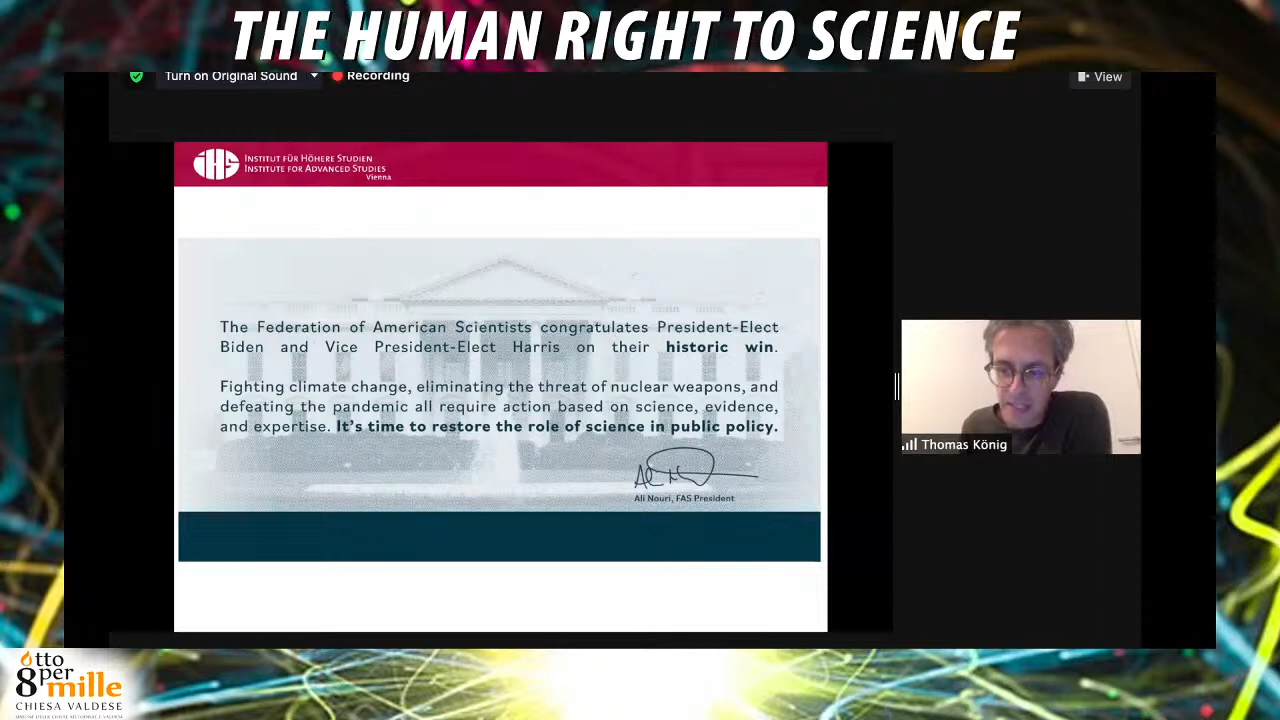 THE HUMAN RIGHT TO SCIENCE
Turn on Original Sound
Recording
View
iHS
INSTITUT FÜR HÖHERE STUDIEN
INSTITUTE FOR ADVANCED STUDIES
Vienna
The Federation of American Scientists congratulates President-Elect
Biden and Vice President-Elect Harris on their historic win.
Fighting climate change, eliminating the threat of nuclear weapons, and
defeating the pandemic all require action based on science, evidence,
and expertise. It's time to restore the role of science in public policy.
Ali Nouri, FAS President
Thomas König
otto
per
8 mille
CHIESA VALDESE